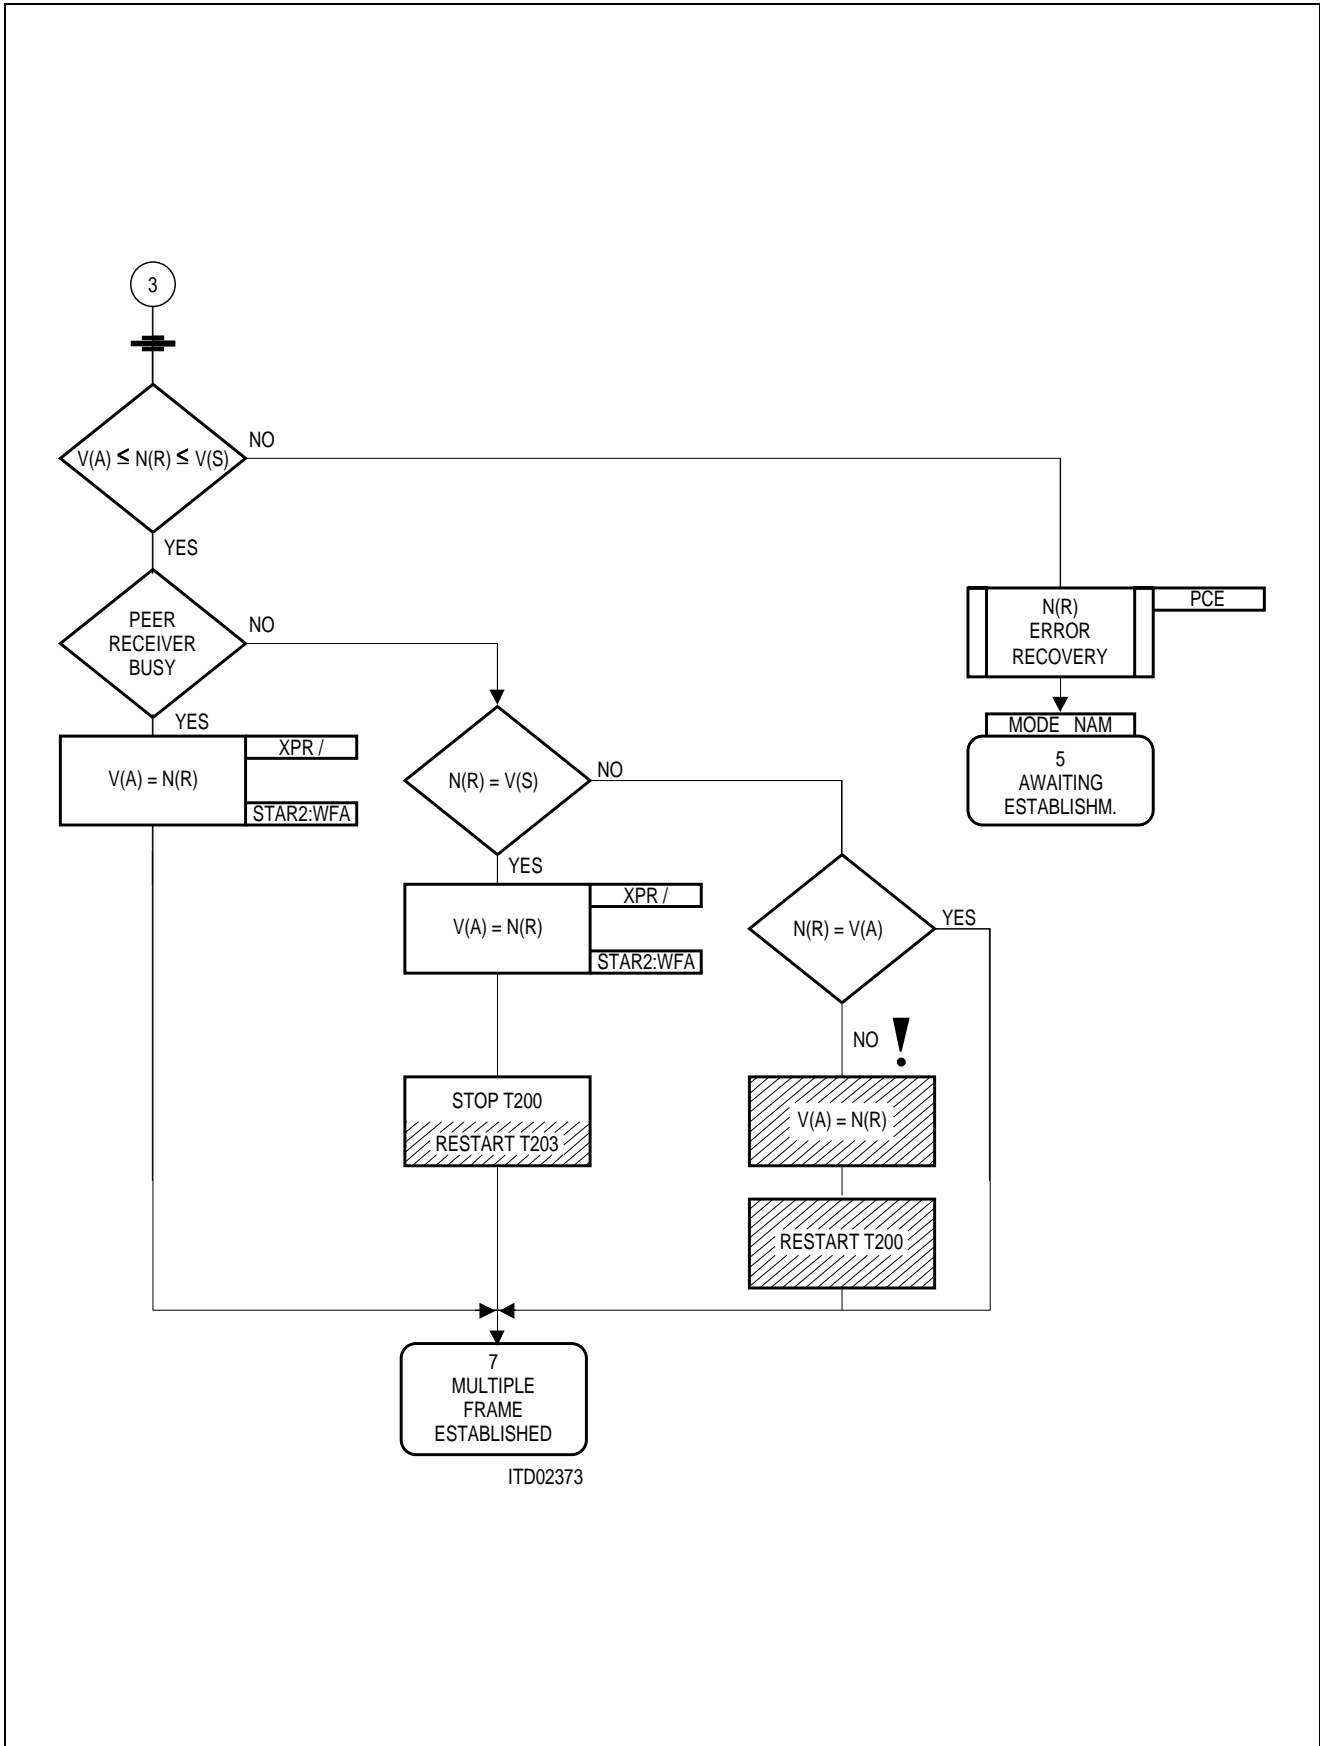 3
V(A) ≤ N(R) ≤ V(S)
NO
YES
PEER
RECEIVER
BUSY
NO
YES
V(A) = N(R)
XPR /
STAR2:WFA
N(R)
ERROR
RECOVERY
PCE
MODE NAM
5
AWAITING
ESTABLISHM.
N(R) = V(S)
NO
YES
V(A) = N(R)
XPR /
STAR2:WFA
N(R) = V(A)
YES
NO !
STOP T200
RESTART T203
V(A) = N(R)
RESTART T200
7
MULTIPLE
FRAME
ESTABLISHED
ITD02373